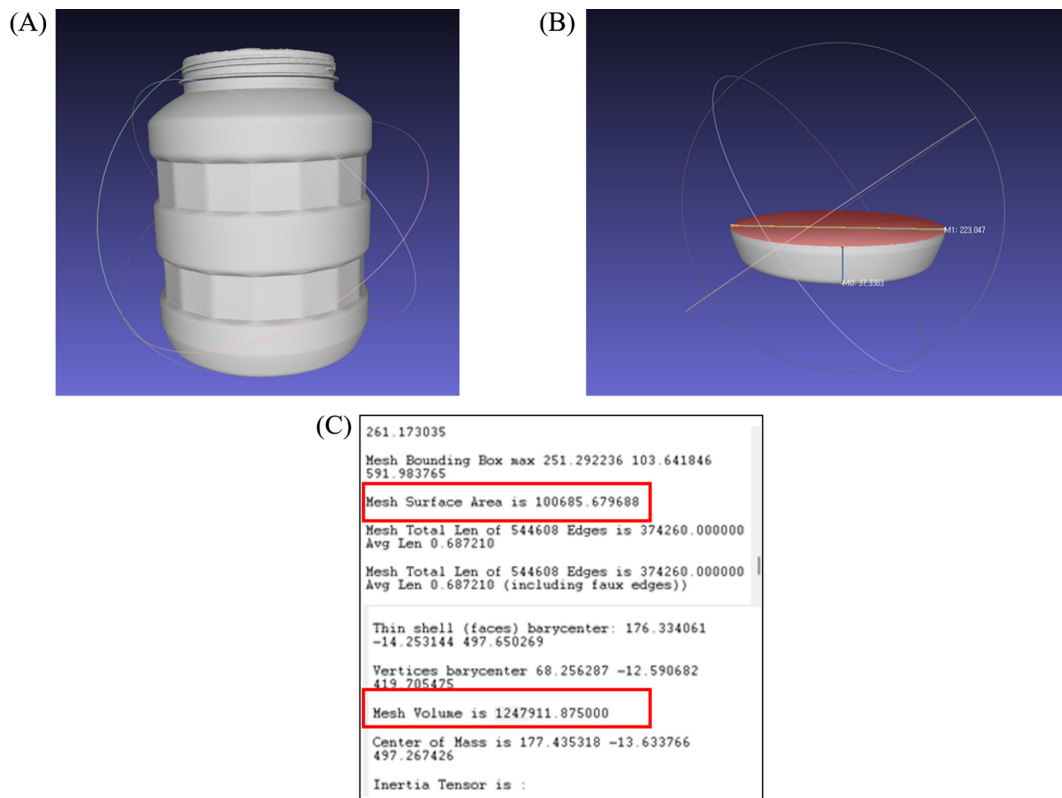 (A)
(B)
M1: 223,047
M0: 37,3383
(C)
261.173035
Mesh Bounding Box max 251.292236 103.641846
591.983765
Mesh Surface Area is 100685.679688
Mesh Total Len of 544608 Edges is 374260.000000
Avg Len 0.687210
Mesh Total Len of 544608 Edges is 374260.000000
Avg Len 0.687210 (including faux edges))
Thin shell (faces) barycenter: 176.334061
-14.253144 497.650269
Vertices barycenter 68.256287 -12.590682
419.705475
Mesh Volume is 1247911.875000
Center of Mass is 177.435318 -13.633766
497.267426
Inertia Tensor is :